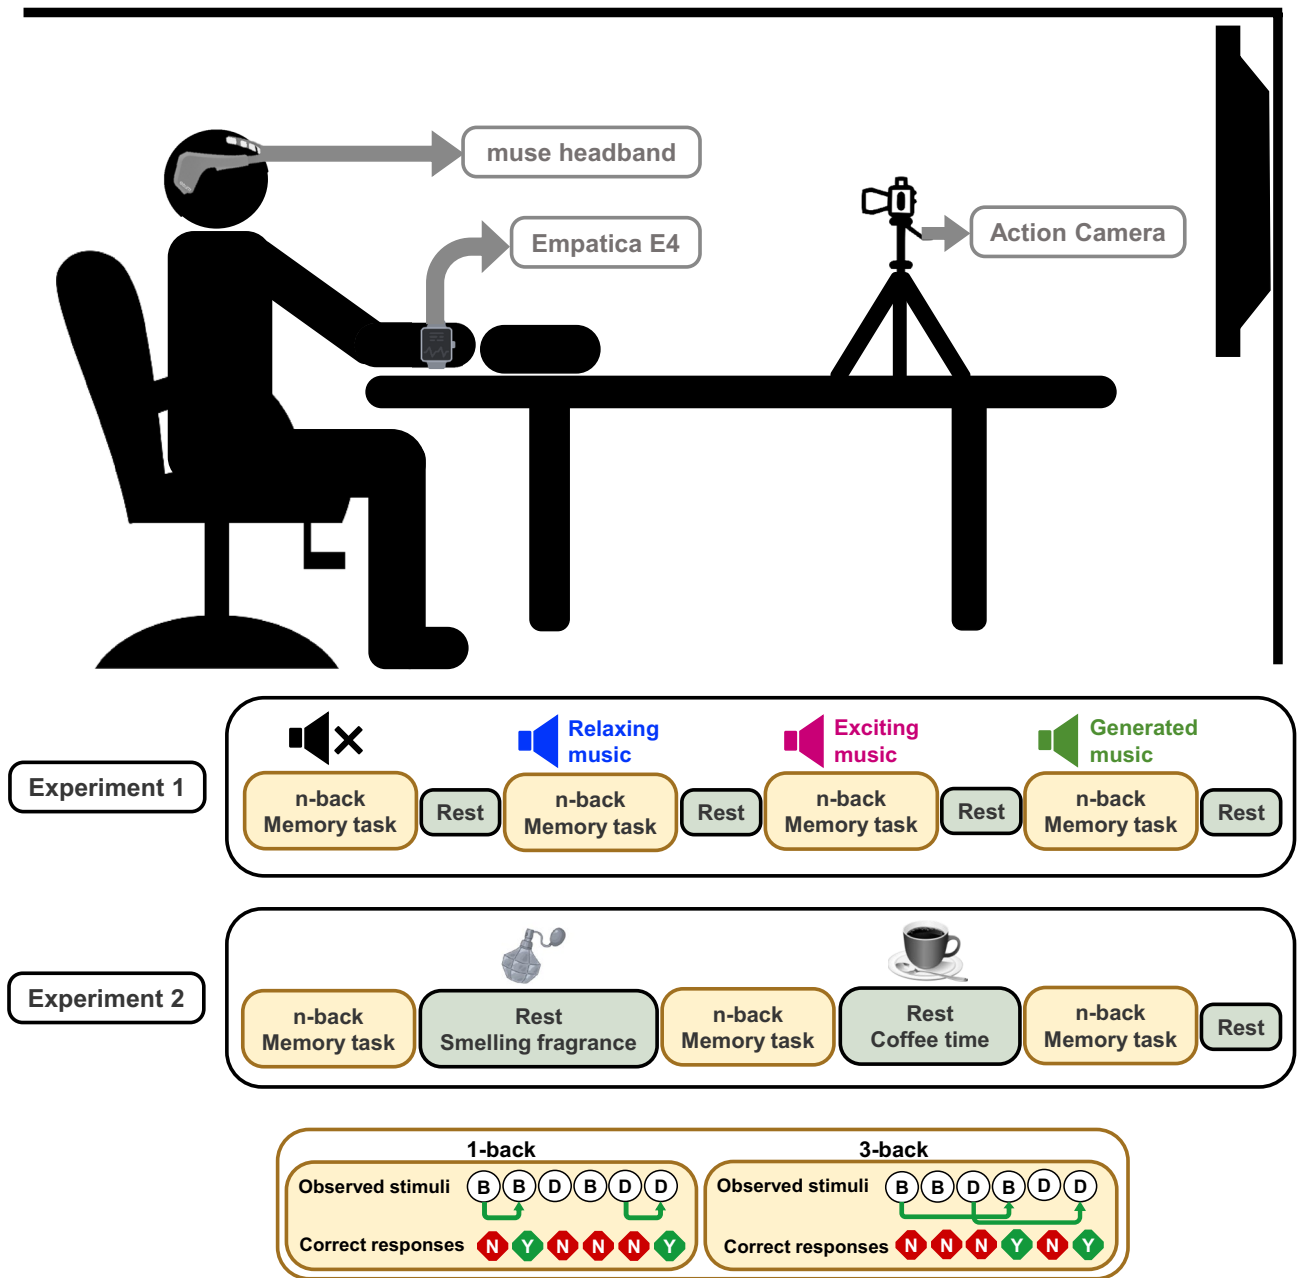 muse headband
Empatica E4
Action Camera
Relaxing
music
Exciting
music
Generated
music
Experiment 1
n-back
Memory task
Rest
n-back
Memory task
Rest
n-back
Memory task
Rest
n-back
Memory task
Rest
Experiment 2
n-back
Memory task
Rest
Smelling fragrance
n-back
Memory task
Rest
Coffee time
n-back
Memory task
Rest
1-back
Observed stimuli B B D B D D
Correct responses N Y N N N Y
3-back
Observed stimuli B B D B D D
Correct responses N N N Y N Y